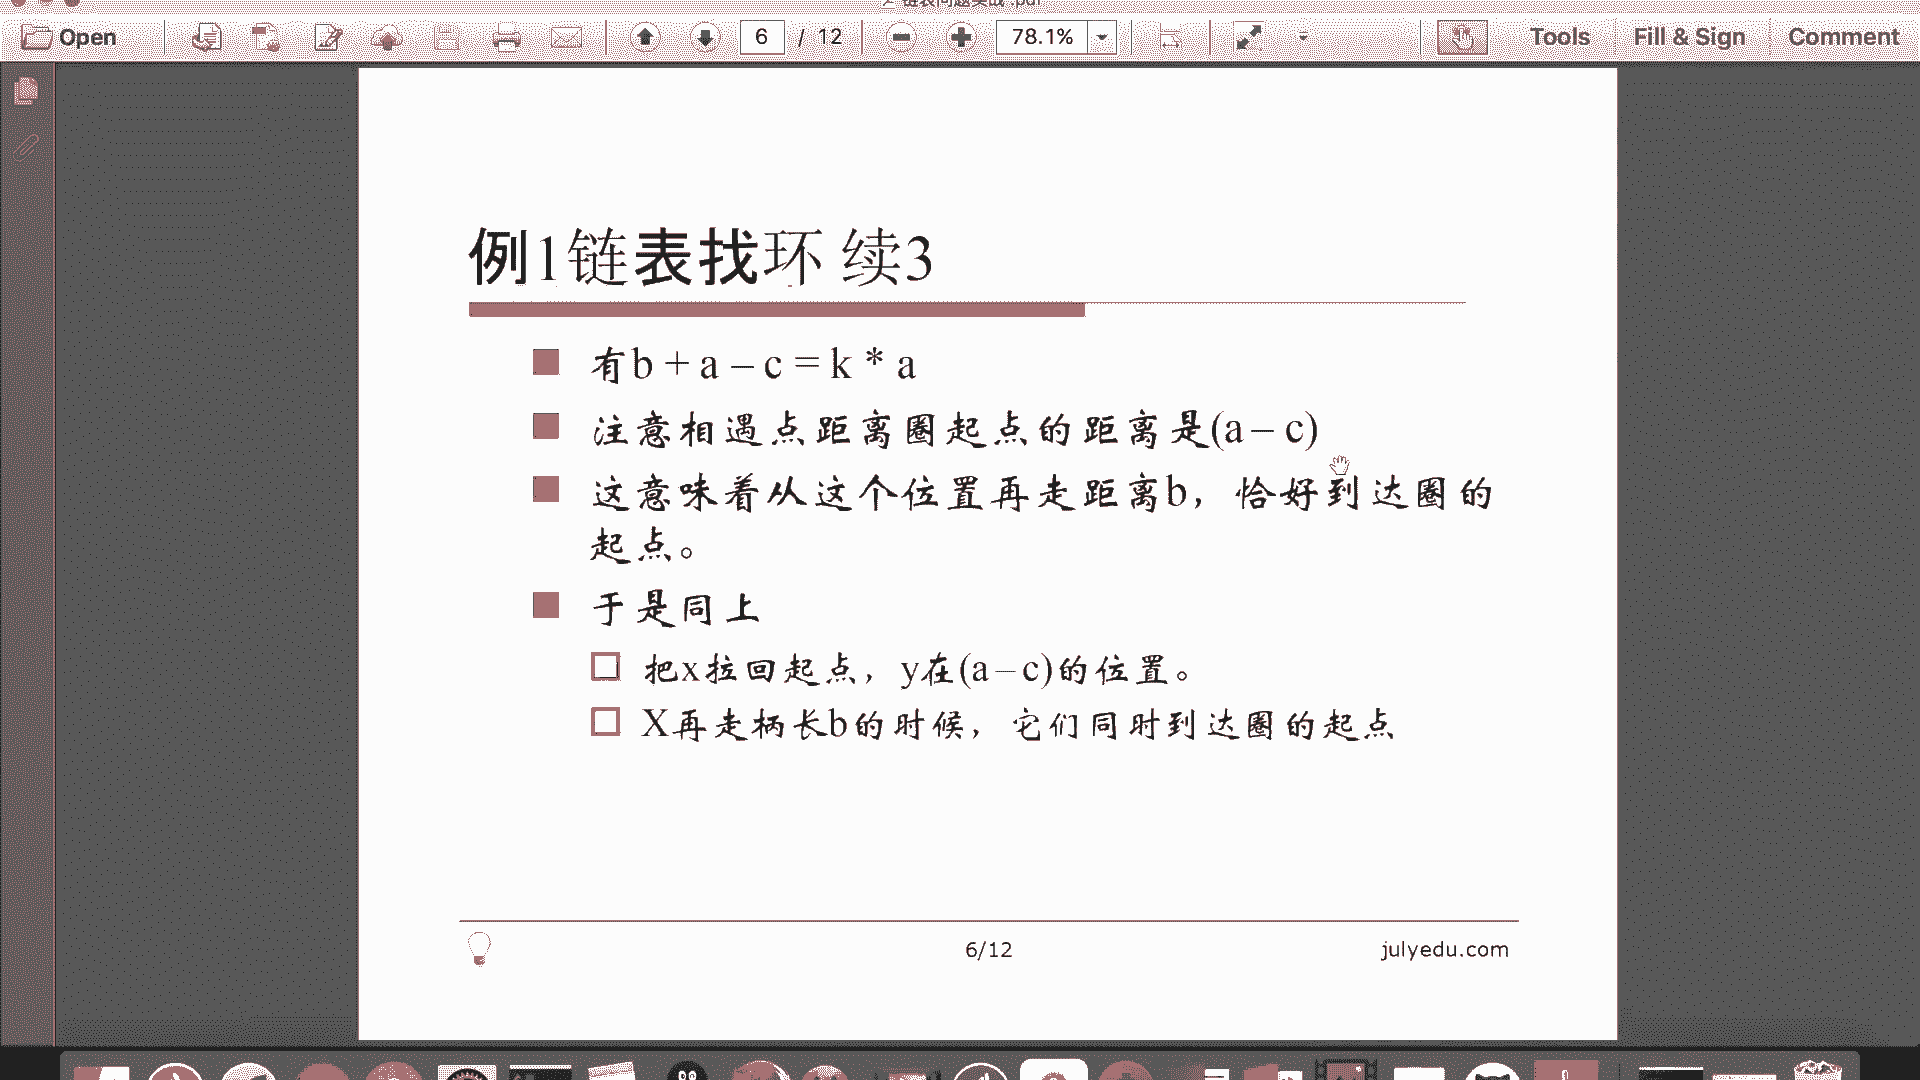 Open
6 / 12
78.1%
Tools
Fill & Sign
Comment
例1链表找环 续3
有b + a – c = k * a
注意相遇点距离圈起点的距离是(a – c)
这意味着从这个位置再走距离b，恰好到达圈的
起点。
于是同上
把x拉回起点，y在(a – c)的位置。
X再走柄长b的时候，它们同时到达圈的起点
6/12
julyedu.com